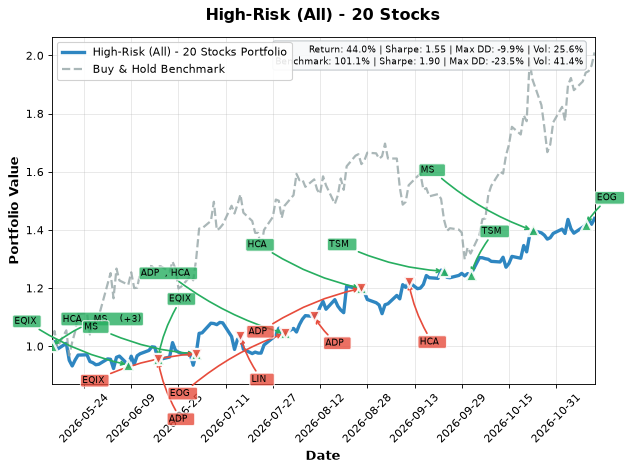 High-Risk (All) - 20 Stocks
High-Risk (All) - 20 Stocks Portfolio
Buy & Hold Benchmark
Return: 44.0% | Sharpe: 1.55 | Max DD: -9.9% | Vol: 25.6%
enchmark: 101.1% | Sharpe: 1.90 | Max DD: -23.5% | Vol: 41.4%
Portfolio Value
2.0
1.8
1.6
1.4
1.2
1.0
MS
EOG
HCA
TSM
TSM
ADP , HCA
EQIX
EQIX
HCA , MS (+3)
MS
ADP
ADP
HCA
EQIX
LIN
EOG
ADP
2026-05-24
2026-06-09
2026-06-25
2026-07-11
2026-07-27
2026-08-12
2026-08-28
2026-09-13
2026-09-29
2026-10-15
2026-10-31
Date